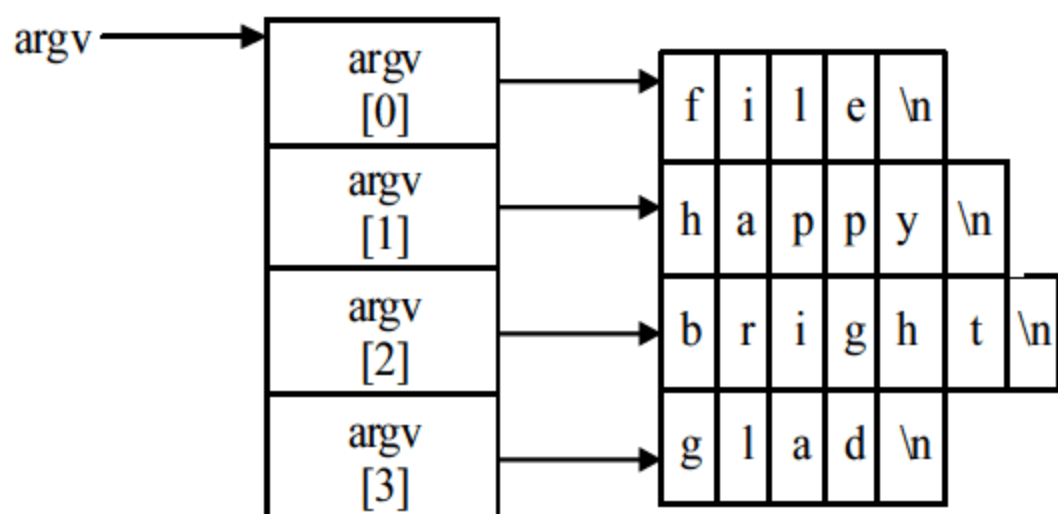 argv
argv
[0]
f i l e \n
argv
[1]
h a p p y \n
argv
[2]
b r i g h t \n
argv
[3]
g l a d \n